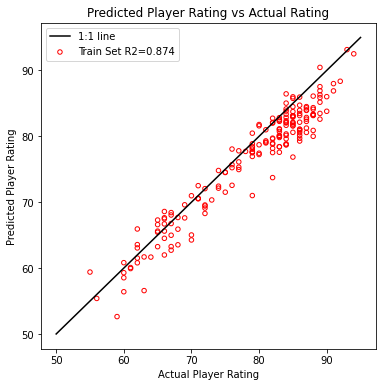 Predicted Player Rating vs Actual Rating
1:1 line
Train Set R2=0.874
Predicted Player Rating
90
80
70
60
50
50
60
70
80
90
Actual Player Rating